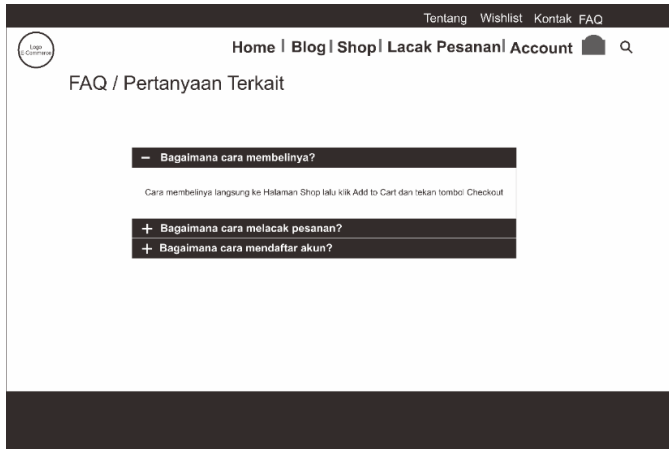 Tentang Wishlist Kontak FAQ
Logo
E-Commerce
Home | Blog | Shop | Lacak Pesanan | Account
FAQ / Pertanyaan Terkait
− Bagaimana cara membelinya?
Cara membelinya langsung ke Halaman Shop lalu klik Add to Cart dan tekan tombol Checkout
+ Bagaimana cara melacak pesanan?
+ Bagaimana cara mendaftar akun?